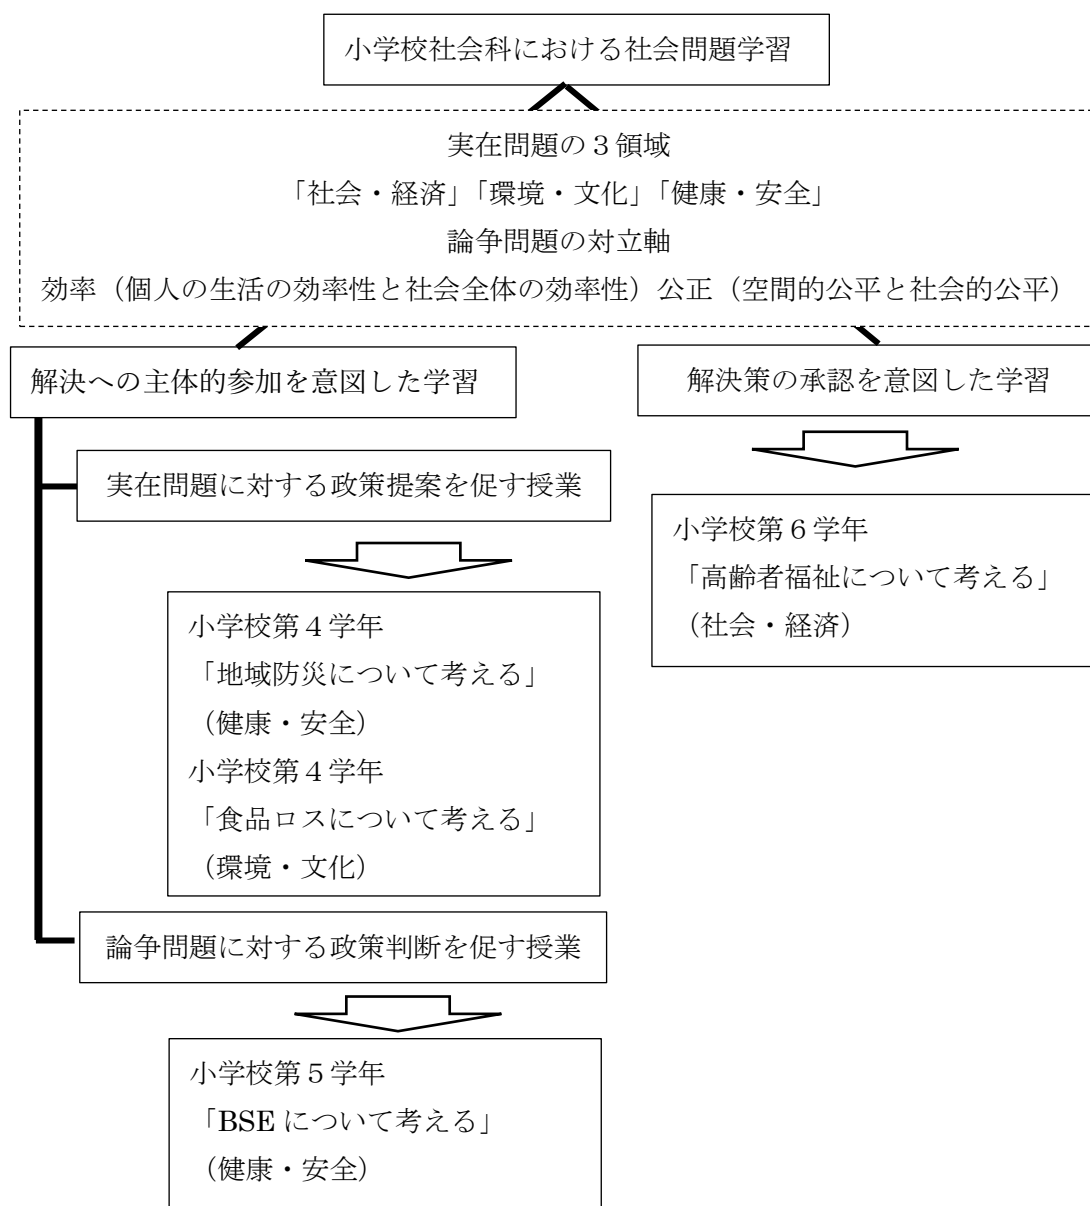 小学校社会科における社会問題学習
実在問題の３領域
「社会・経済」「環境・文化」「健康・安全」
論争問題の対立軸
効率（個人の生活の効率性と社会全体の効率性）公正（空間的公平と社会的公平）
解決への主体的参加を意図した学習
解決策の承認を意図した学習
実在問題に対する政策提案を促す授業
小学校第６学年
「高齢者福祉について考える」
（社会・経済）
小学校第４学年
「地域防災について考える」
（健康・安全）
小学校第４学年
「食品ロスについて考える」
（環境・文化）
論争問題に対する政策判断を促す授業
小学校第５学年
「BSE について考える」
（健康・安全）